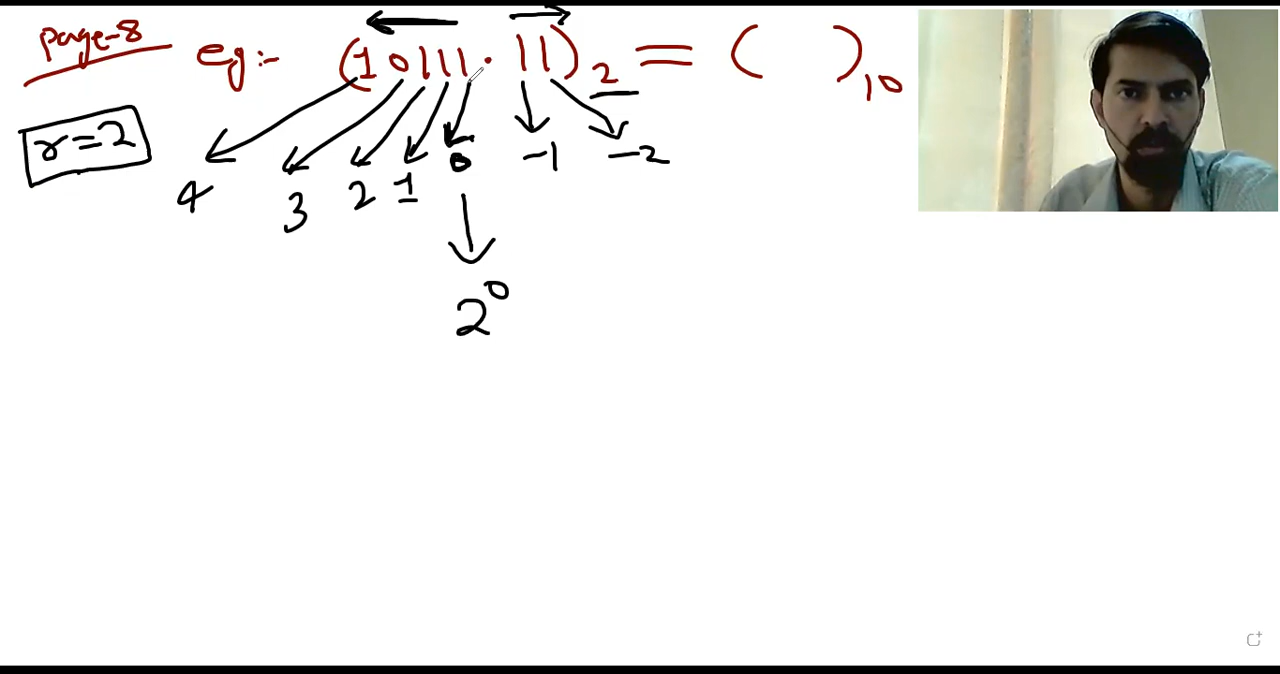 page-8
eg:- (10111.11)2 = ( )10
r=2
4 3 2 1 0 -1 -2
2^0